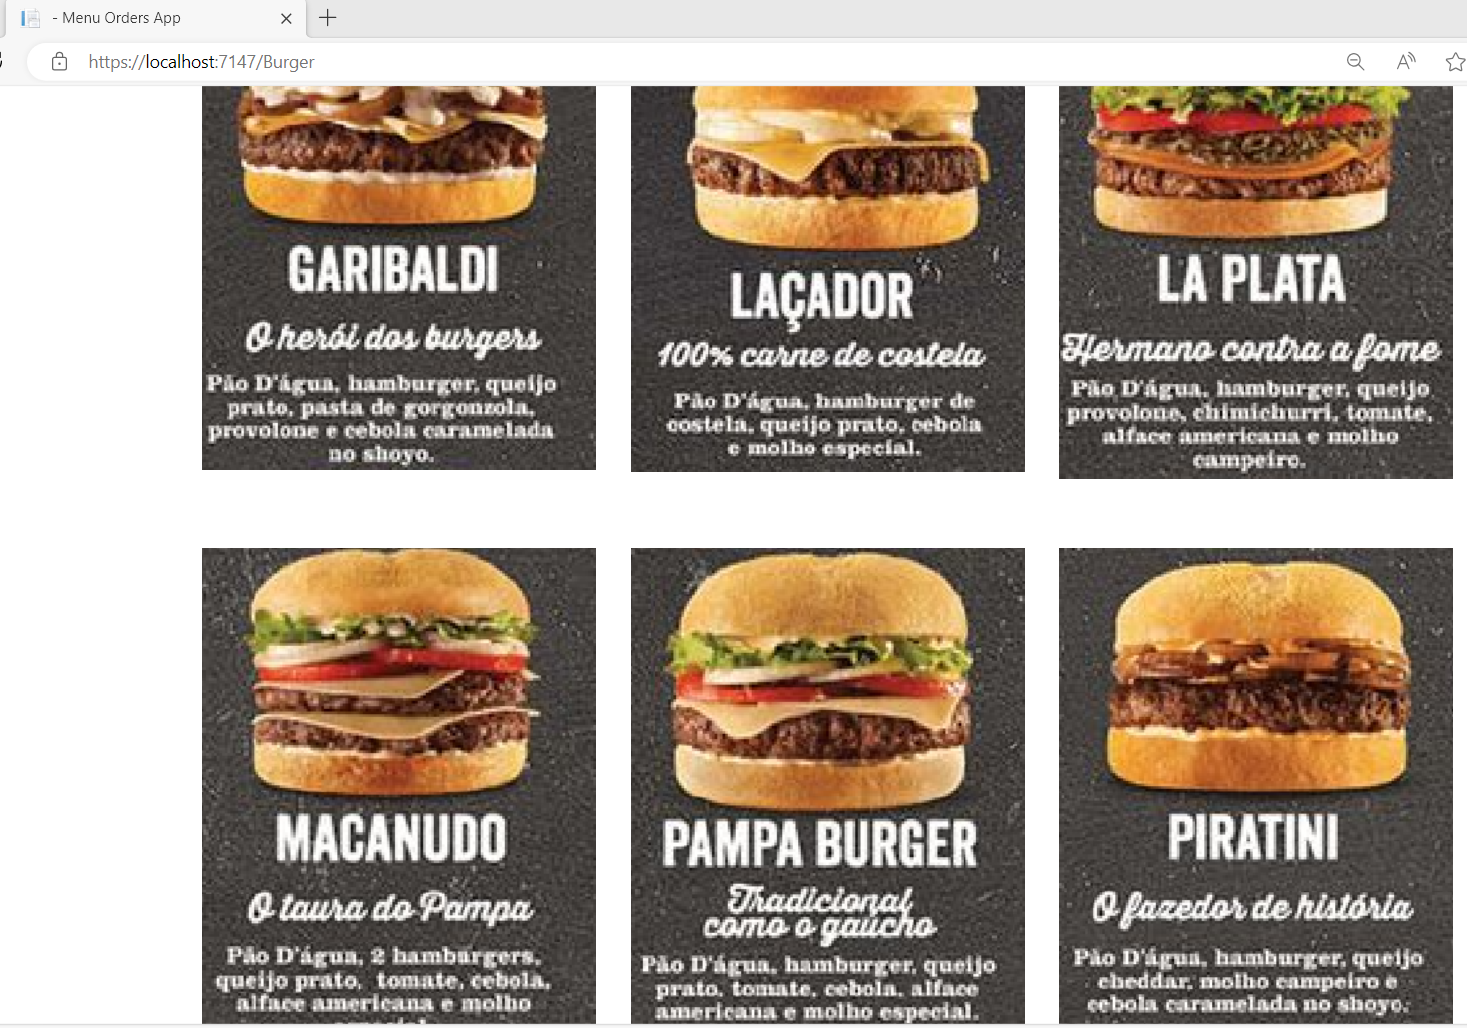 - Menu Orders App
https://localhost:7147/Burger
GARIBALDI
O herói dos burgers
Pão D'água, hamburger, queijo
prato, pasta de gorgonzola,
provolone e cebola caramelada
no shoyo.
LAÇADOR
100% carne de costela
Pão D'água, hamburger de
costela, queijo prato, cebola
e molho especial.
LA PLATA
Hermano contra a fome
Pão D'água, hamburger, queijo
provolone, chimichurri, tomate,
alface americana e molho
campeiro.
MACANUDO
O taura do Pampa
Pão D'água, 2 hamburgers,
queijo prato, tomate, cebola,
alface americana e molho
PAMPA BURGER
Tradicional
como o gaúcho
Pão D'água, hamburger, queijo
prato, tomate, cebola, alface
americana e molho especial.
PIRATINI
O fazedor de história
Pão D'água, hamburger, queijo
cheddar, molho campeiro e
cebola caramelada no shoyo.